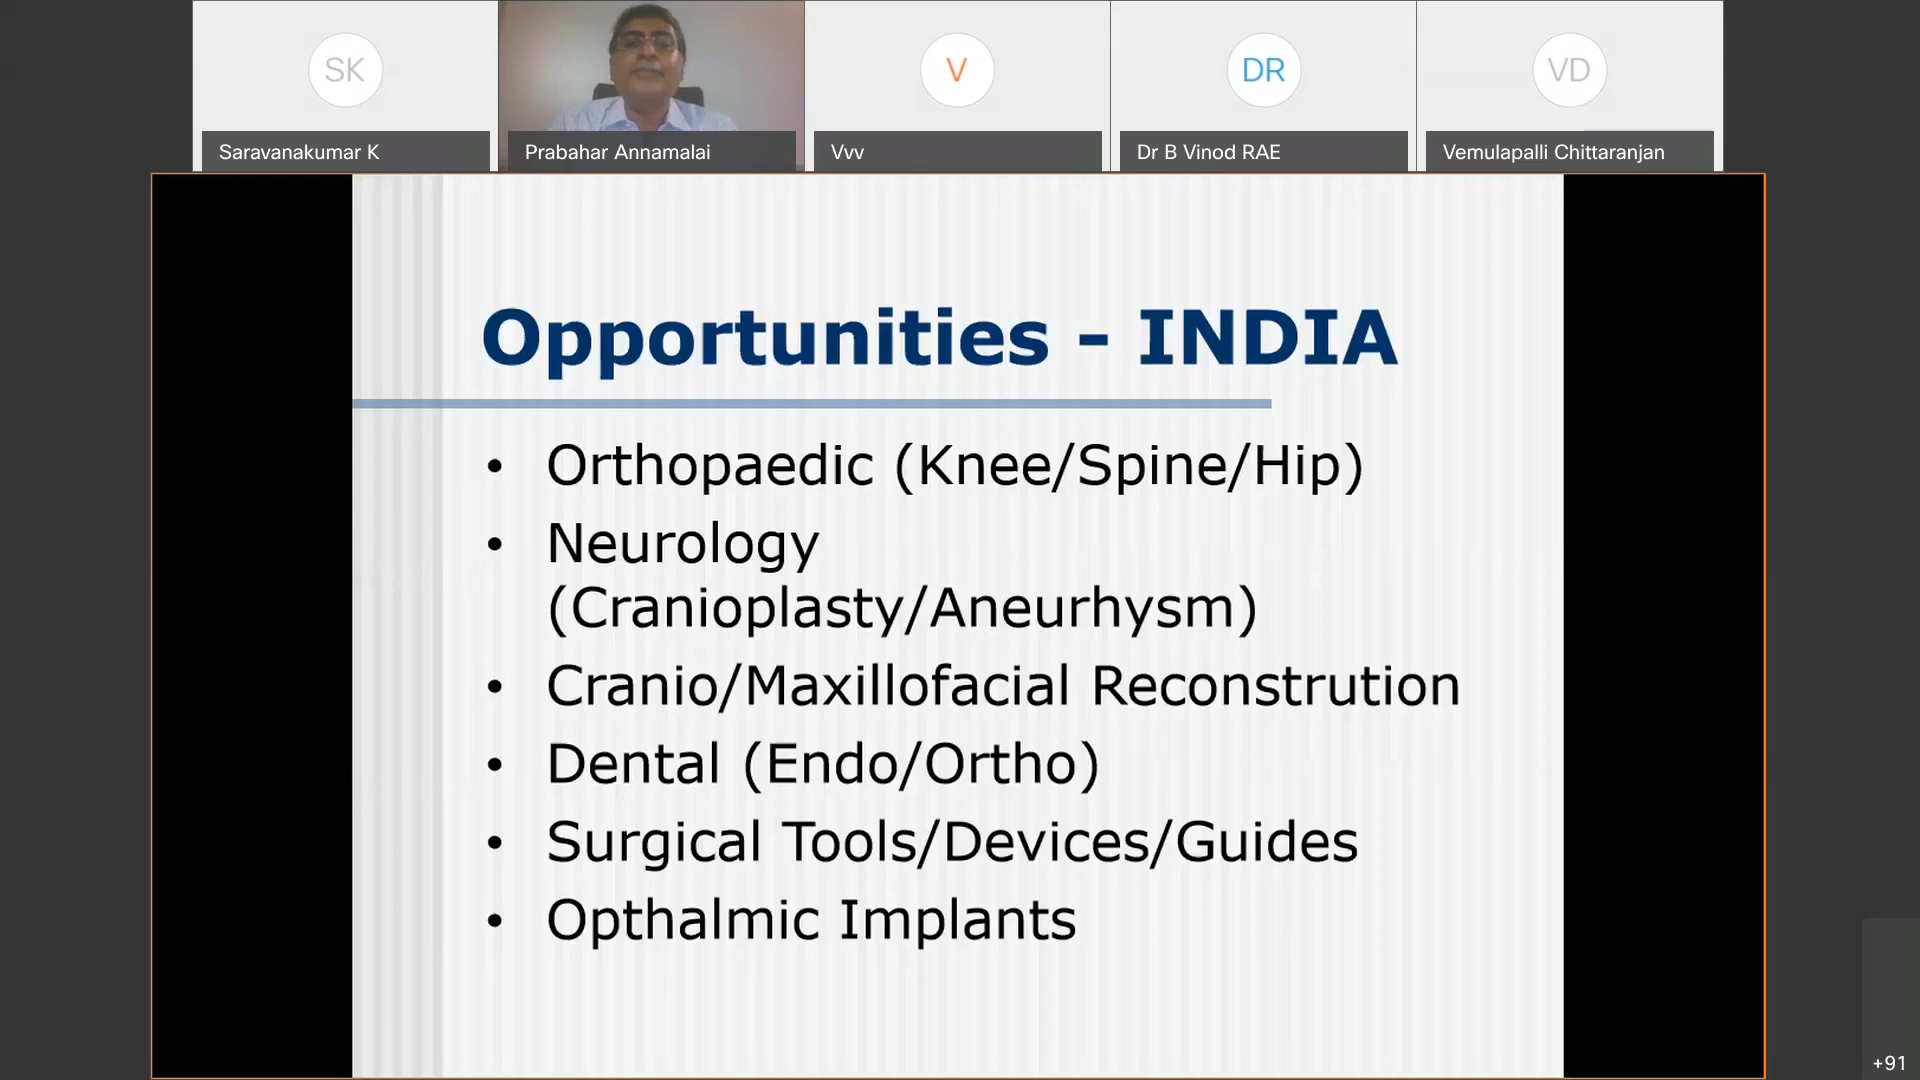 SK
V
DR
VD
Saravanakumar K
Prabahar Annamalai
Vvv
Dr B Vinod RAE
Vemulapalli Chittaranjan
Opportunities - INDIA
• Orthopaedic (Knee/Spine/Hip)
• Neurology
(Cranioplasty/Aneurhysm)
• Cranio/Maxillofacial Reconstrution
• Dental (Endo/Ortho)
• Surgical Tools/Devices/Guides
• Opthalmic Implants
+91